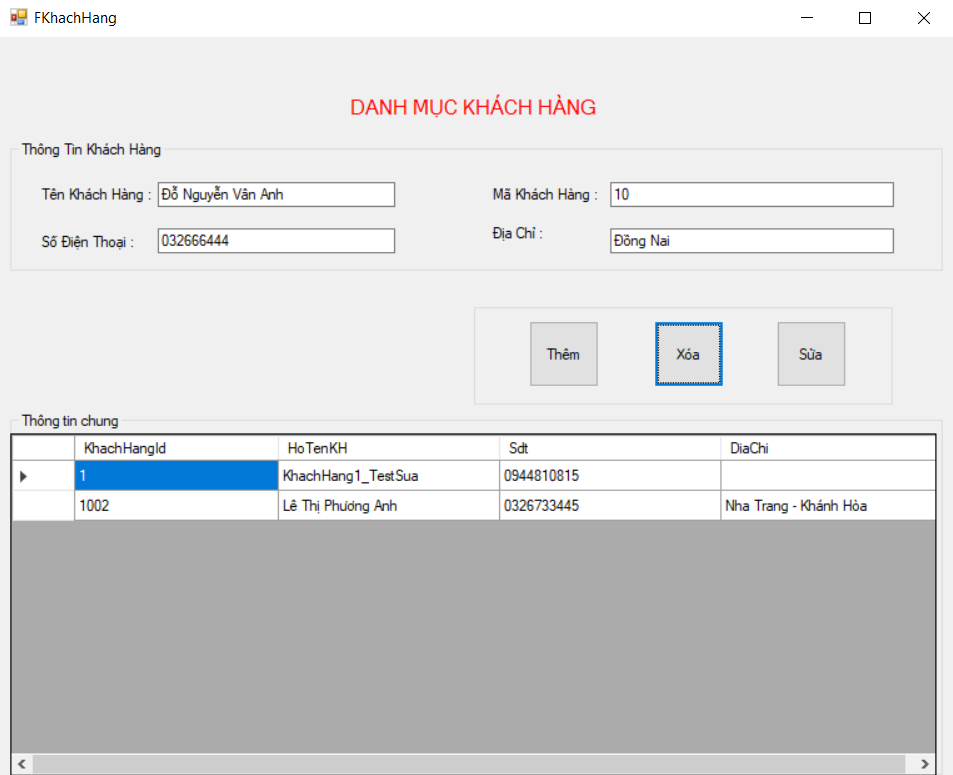 FKhachHang
DANH MỤC KHÁCH HÀNG
Thông Tin Khách Hàng
Tên Khách Hàng : Đỗ Nguyễn Vân Anh Mã Khách Hàng : 10
Số Điện Thoại : 032666444 Địa Chỉ : Đồng Nai
Thêm Xóa Sửa
Thông tin chung
KhachHangId HoTenKH Sdt DiaChi
1 KhachHang1_TestSua 0944810815
1002 Lê Thị Phương Anh 0326733445 Nha Trang - Khánh Hòa